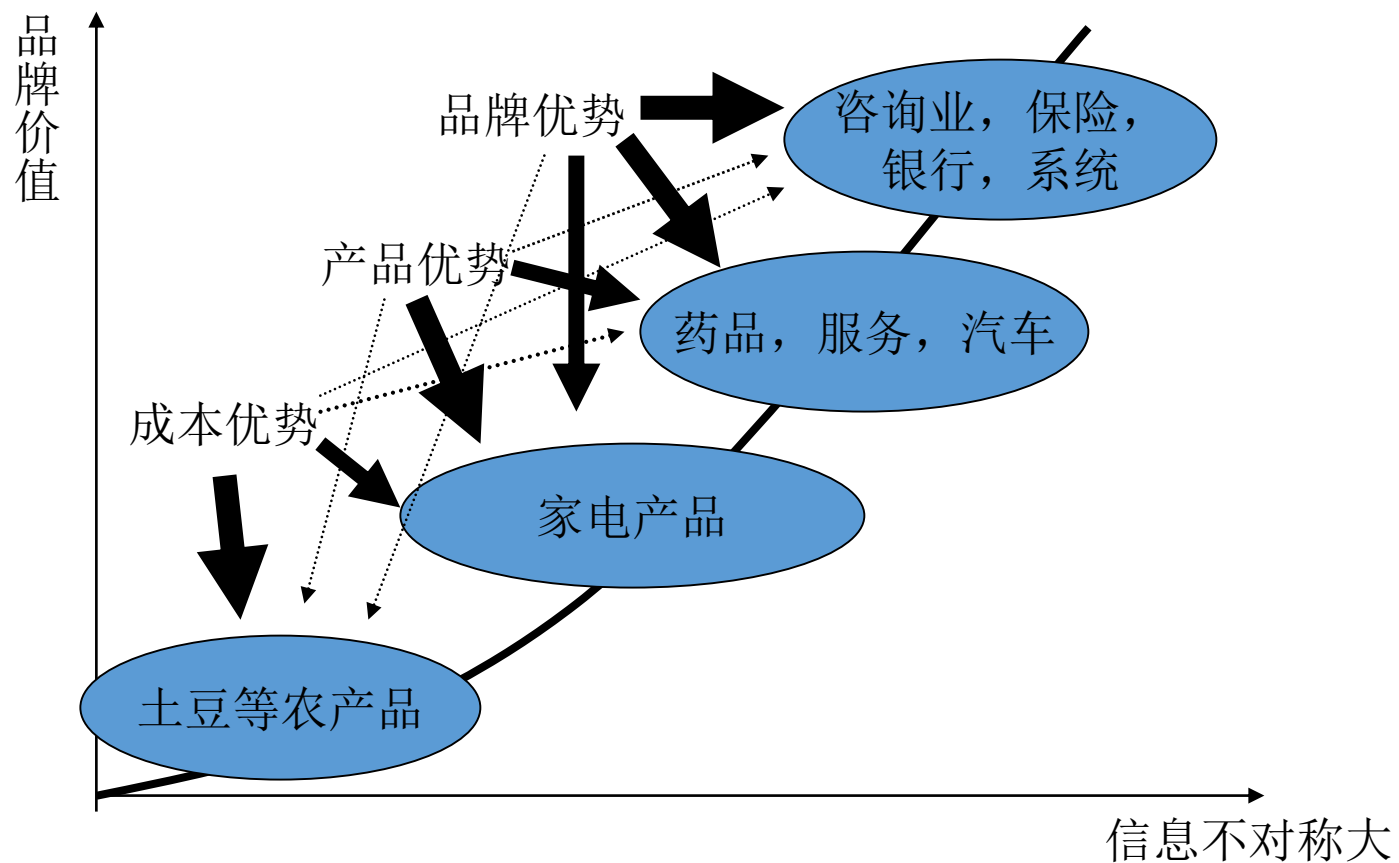 品牌价值
品牌优势
咨询业，保险，
银行，系统
产品优势
药品，服务，汽车
成本优势
家电产品
土豆等农产品
信息不对称大